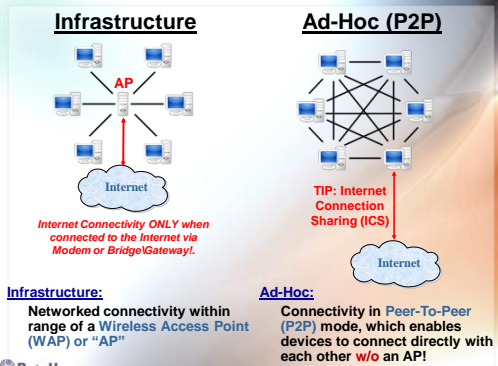 Infrastructure
AP
Internet
Internet Connectivity ONLY when
connected to the Internet via
Modem or Bridge\Gateway!.
Infrastructure:
Networked connectivity within
range of a Wireless Access Point
(WAP) or “AP”
Ad-Hoc (P2P)
TIP: Internet
Connection
Sharing (ICS)
Internet
Ad-Hoc:
Connectivity in Peer-To-Peer
(P2P) mode, which enables
devices to connect directly with
each other w/o an AP!